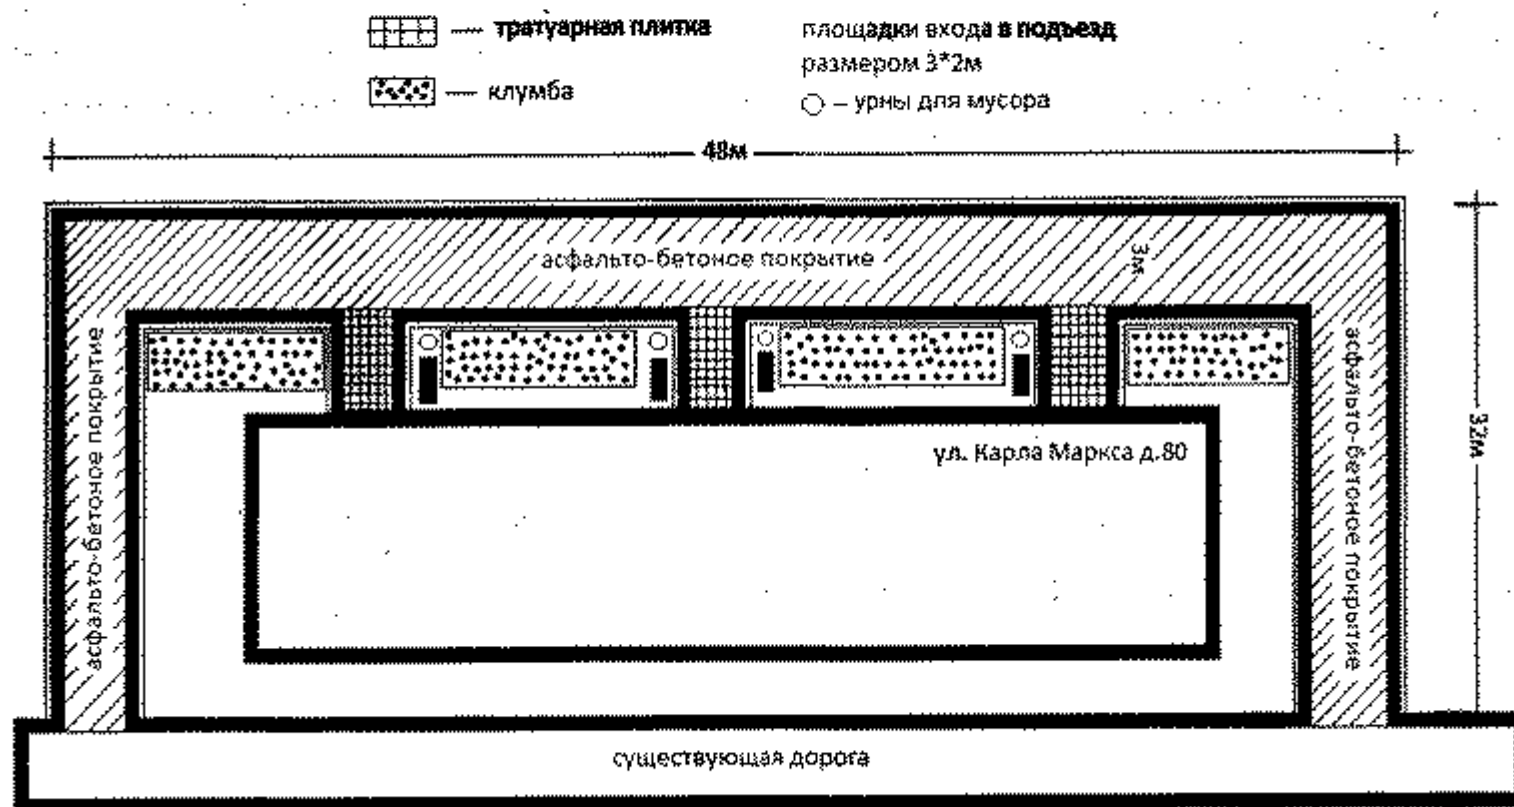 — тратуарная плитка
— клумба
площадки входа в подъезд
размером 3*2м
– урны для мусора
48м
асфальто-бетоное покрытие
3м
асфальто-бетоное покрытие
асфальто-бетоное покрытие
32м
ул. Карла Маркса д.80
существующая дорога